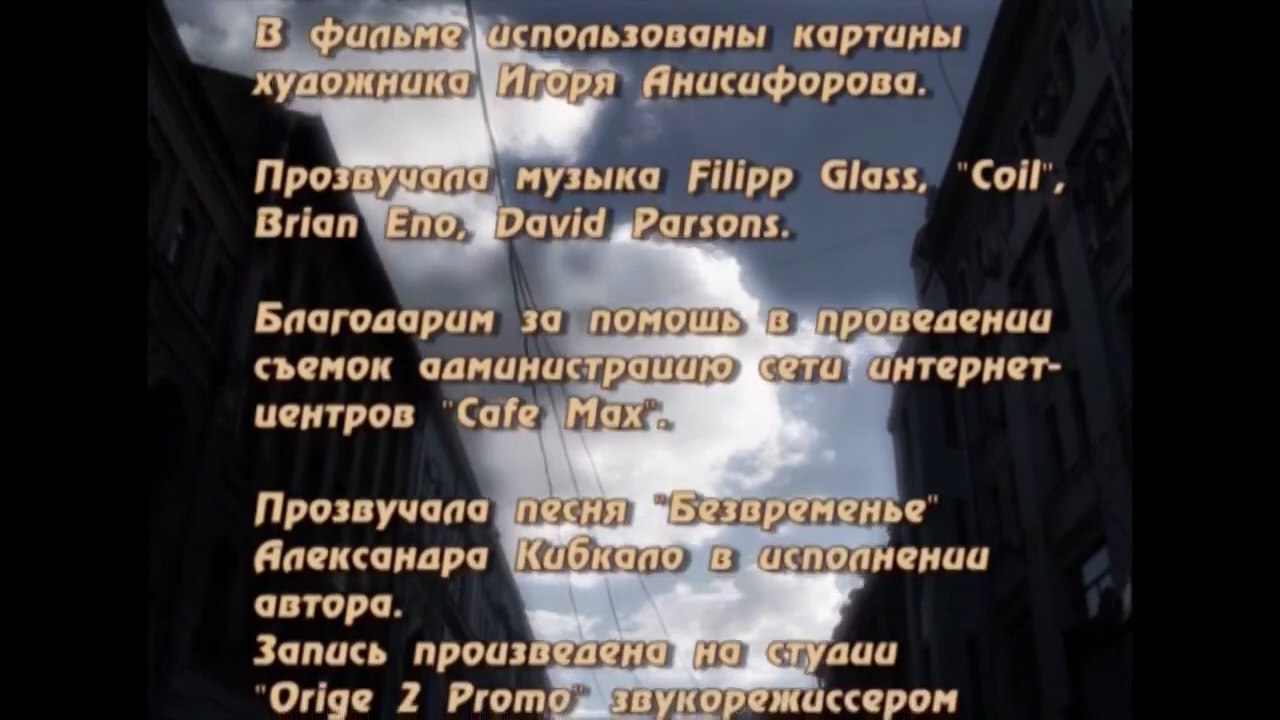 В фильме использованы картины
художника Игоря Анисифорова.
Прозвучала музыка Filipp Glass, "Coil",
Brian Eno, David Parsons.
Благодарим за помощь в проведении
съемок администрацию сети интернет-
центров "Cafe Max".
Прозвучала песня "Безвременье"
Александра Кибкало в исполнении
автора.
Запись произведена на студии
"Orige 2 Promo" звукорежиссером